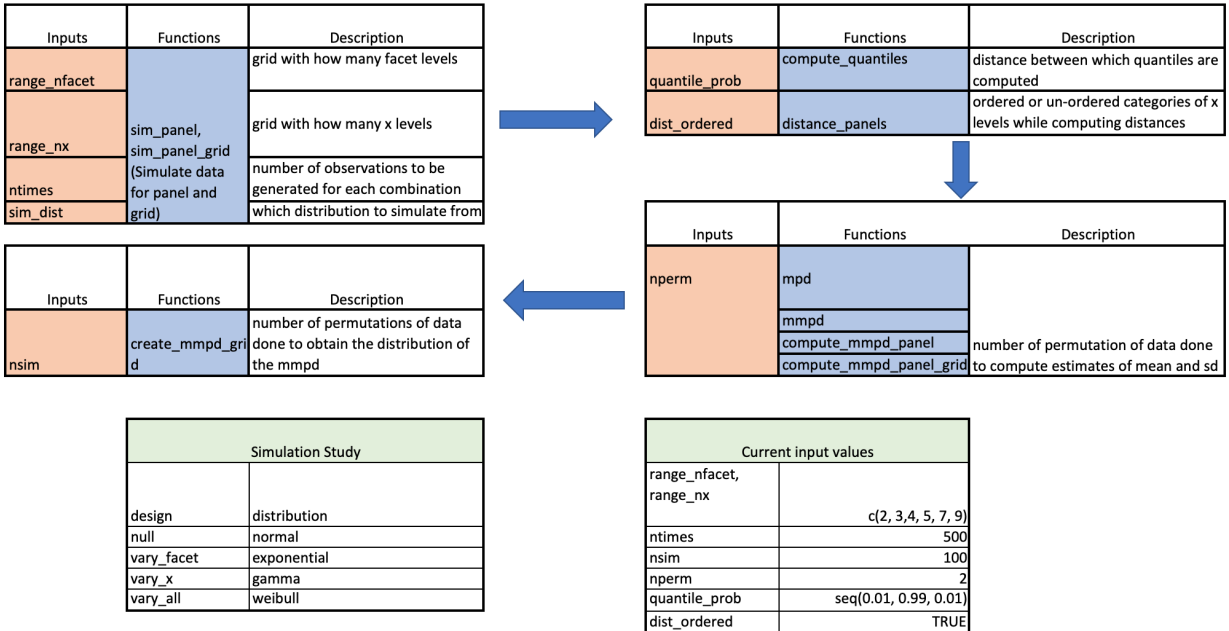 Inputs Functions Description
range_nfacet
grid with how many facet levels
range_nx
grid with how many x levels
sim_panel,
sim_panel_grid
(Simulate data
for panel and
grid)
ntimes
number of observations to be
generated for each combination
sim_dist
which distribution to simulate from
Inputs Functions Description
quantile_prob
compute_quantiles
distance between which quantiles are
computed
dist_ordered
distance_panels
ordered or un-ordered categories of x
levels while computing distances
Inputs Functions Description
nperm
mpd
mmpd
compute_mmpd_panel
compute_mmpd_panel_grid
number of permutation of data done
to compute estimates of mean and sd
Inputs Functions Description
nsim
create_mmpd_gri
d
number of permutations of data
done to obtain the distribution of
the mmpd
Simulation Study
design distribution
null normal
vary_facet exponential
vary_x gamma
vary_all weibull
Current input values
range_nfacet,
range_nx
c(2, 3,4, 5, 7, 9)
ntimes 500
nsim 100
nperm 2
quantile_prob seq(0.01, 0.99, 0.01)
dist_ordered TRUE